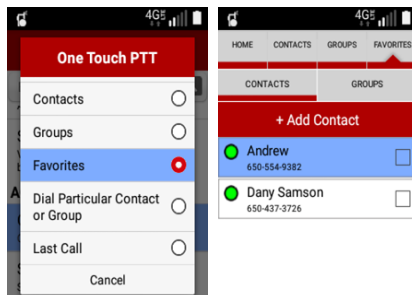 4G
One Touch PTT
Contacts
Groups
Favorites
Dial Particular Contact
or Group
Last Call
Cancel
4G
HOME CONTACTS GROUPS FAVORITES
CONTACTS GROUPS
+ Add Contact
Andrew
650-554-9382
Dany Samson
650-437-3726